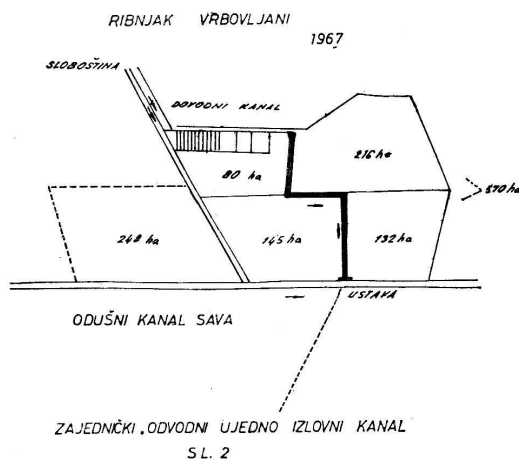 RIBNJAK VRBOVLJANI
1967
SLOBOŠTINA
DOVODNI KANAL
216 ha
80 ha
570 ha
248 ha
145 ha
132 ha
USTAVA
ODUŠNI KANAL SAVA
ZAJEDNIČKI, ODVODNI UJEDNO IZLOVNI KANAL
SL. 2